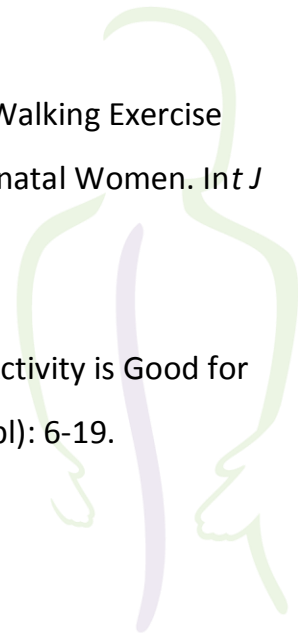 Walking Exercise
natal Women. Int J
ctivity is Good for
ol): 6-19.